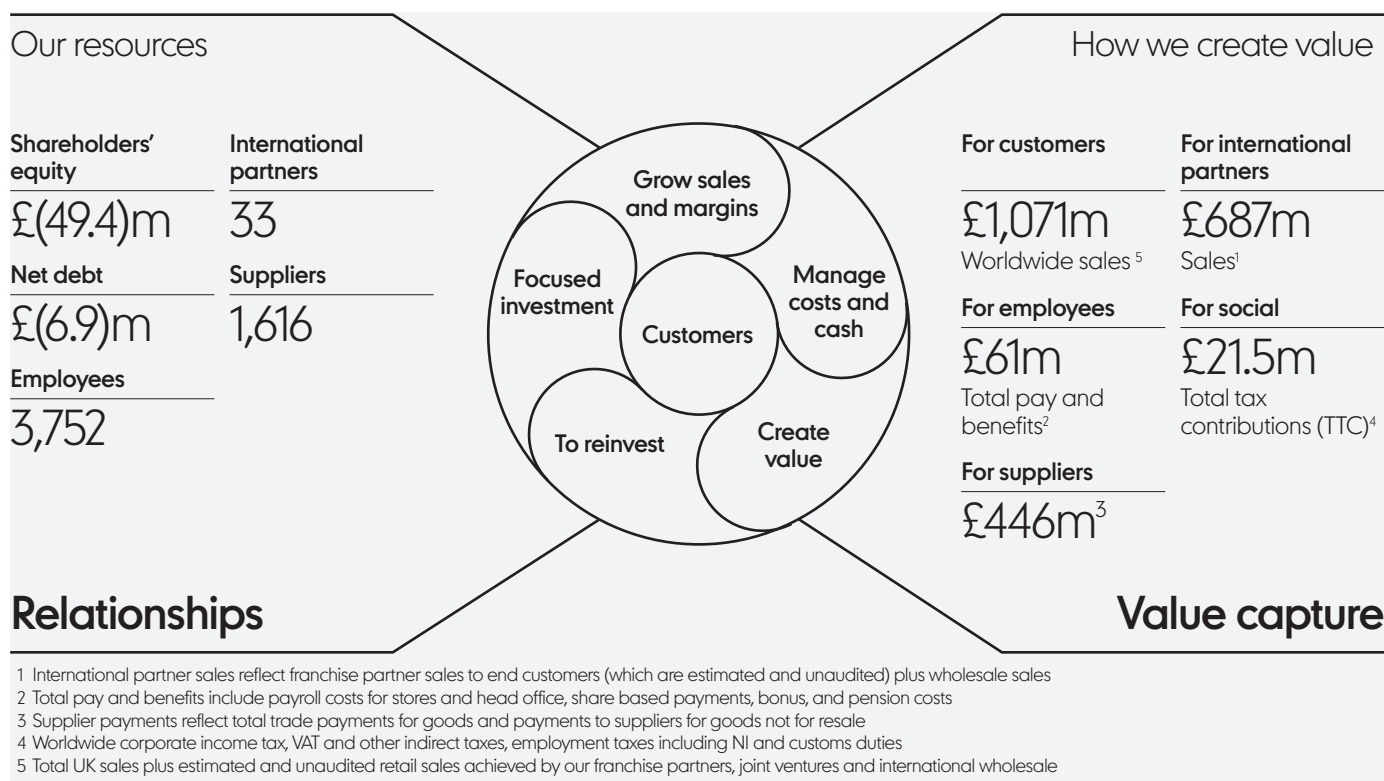 Our resources
How we create value
Shareholders’
equity
£(49.4)m
International
partners
33
Net debt
£(6.9)m
Suppliers
1,616
Employees
3,752
Grow sales
and margins
Focused
investment
Manage
costs and
cash
Customers
To reinvest
Create
value
For customers
£1,071m
Worldwide sales 5
For international
partners
£687m
Sales1
For employees
£61m
Total pay and
benefits2
For social
£21.5m
Total tax
contributions (TTC)4
For suppliers
£446m3
Relationships
Value capture
1 International partner sales reflect franchise partner sales to end customers (which are estimated and unaudited) plus wholesale sales
2 Total pay and benefits include payroll costs for stores and head office, share based payments, bonus, and pension costs
3 Supplier payments reflect total trade payments for goods and payments to suppliers for goods not for resale
4 Worldwide corporate income tax, VAT and other indirect taxes, employment taxes including NI and customs duties
5 Total UK sales plus estimated and unaudited retail sales achieved by our franchise partners, joint ventures and international wholesale